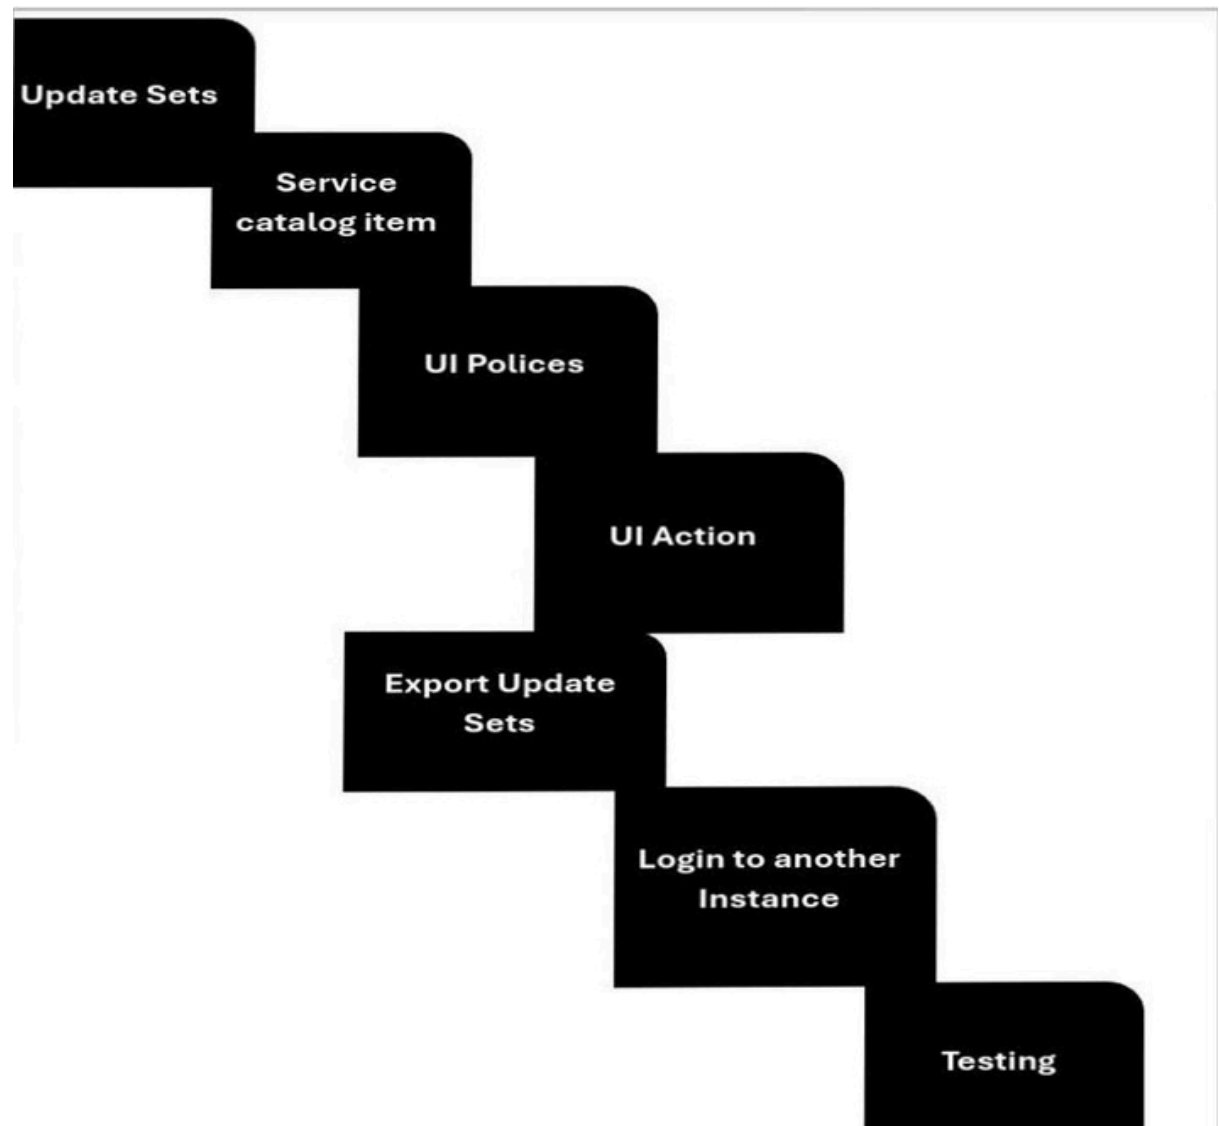 Update Sets
Service
catalog item
UI Polices
UI Action
Export Update
Sets
Login to another
Instance
Testing